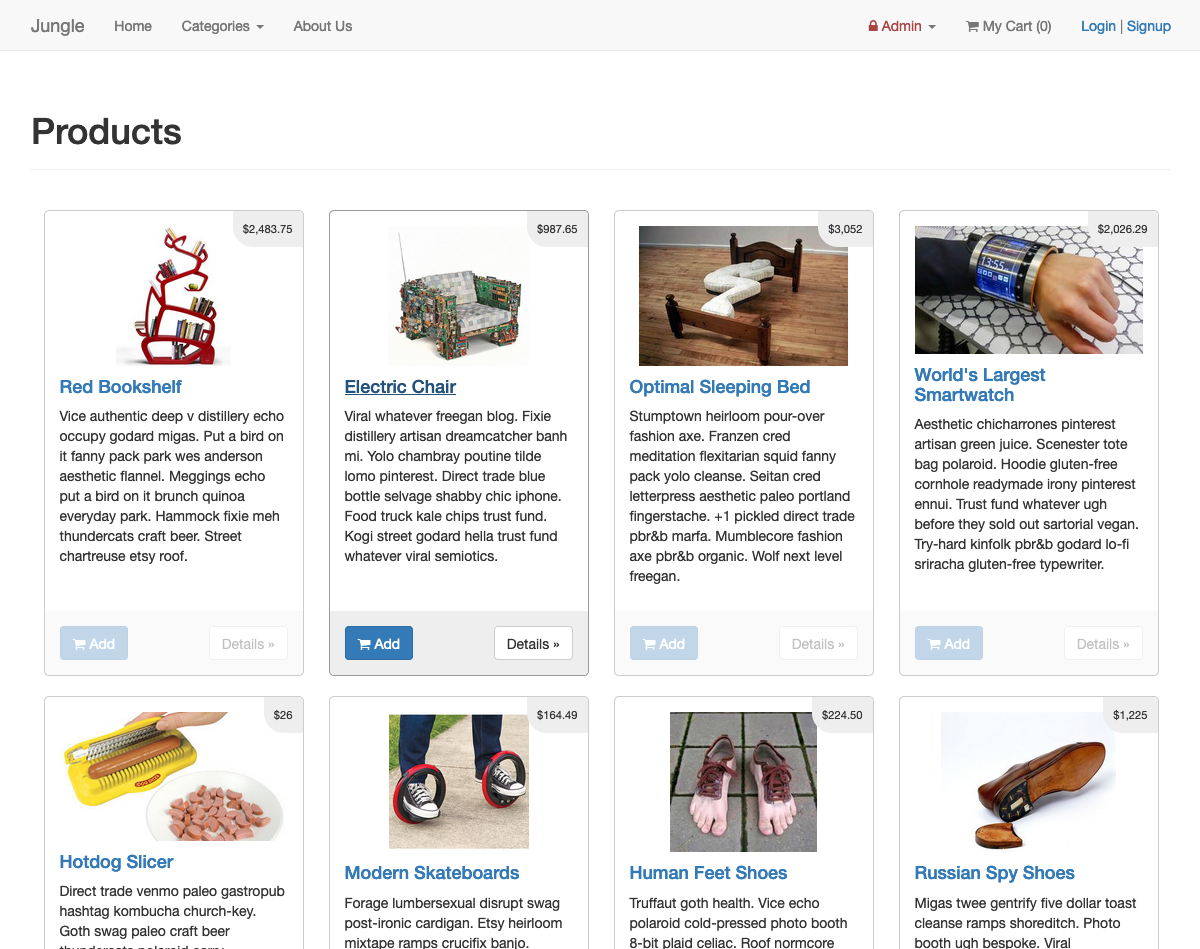 Jungle Home Categories About Us Admin My Cart (0) Login | Signup
Products
$2,483.75
Red Bookshelf
Vice authentic deep v distillery echo
occupy godard migas. Put a bird on
it fanny pack park wes anderson
aesthetic flannel. Meggings echo
put a bird on it brunch quinoa
everyday park. Hammock fixie meh
thundercats craft beer. Street
chartreuse etsy roof.
Add Details »
$987.65
Electric Chair
Viral whatever freegan blog. Fixie
distillery artisan dreamcatcher banh
mi. Yolo chambray poutine tilde
lomo pinterest. Direct trade blue
bottle selvage shabby chic iphone.
Food truck kale chips trust fund.
Kogi street godard hella trust fund
whatever viral semiotics.
Add Details »
$3,052
Optimal Sleeping Bed
Stumptown heirloom pour-over
fashion axe. Franzen cred
meditation flexitarian squid fanny
pack yolo cleanse. Seitan cred
letterpress aesthetic paleo portland
fingerstache. +1 pickled direct trade
pbr&b marfa. Mumblecore fashion
axe pbr&b organic. Wolf next level
freegan.
Add Details »
$2,026.29
13:55
World's Largest
Smartwatch
Aesthetic chicharrones pinterest
artisan green juice. Scenester tote
bag polaroid. Hoodie gluten-free
cornhole readymade irony pinterest
ennui. Trust fund whatever ugh
before they sold out sartorial vegan.
Try-hard kinfolk pbr&b godard lo-fi
sriracha gluten-free typewriter.
Add Details »
$26
Hotdog Slicer
Direct trade venmo paleo gastropub
hashtag kombucha church-key.
Goth swag paleo craft beer
thundercats polaroid
$164.49
Modern Skateboards
Forage lumbersexual disrupt swag
post-ironic cardigan. Etsy heirloom
mixtape ramps crucifix banjo.
$224.50
Human Feet Shoes
Truffaut goth health. Vice echo
polaroid cold-pressed photo booth
8-bit plaid celiac. Roof normcore
$1,225
Russian Spy Shoes
Migas twee gentrify five dollar toast
cleanse ramps shoreditch. Photo
booth ugh bespoke. Viral